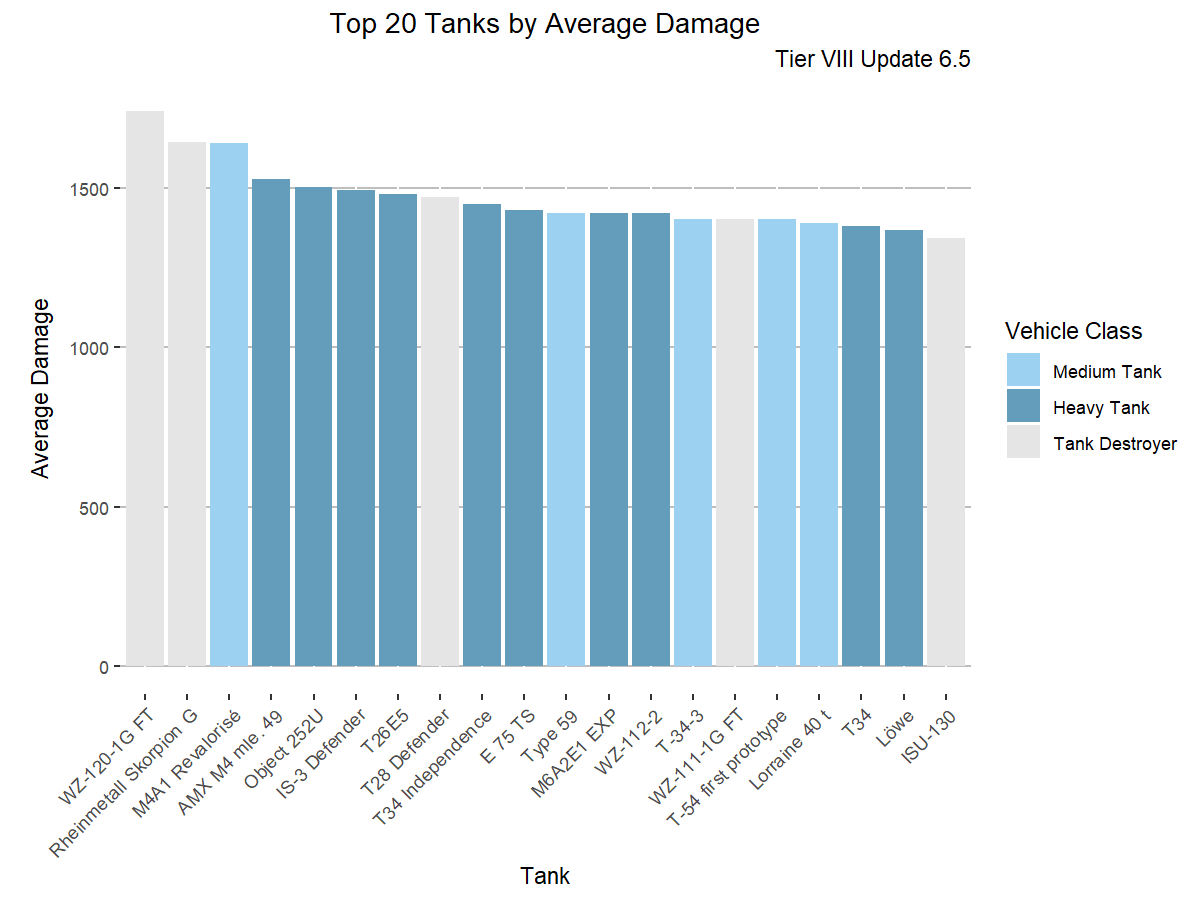 Top 20 Tanks by Average Damage
Tier VIII Update 6.5
Average Damage
1500
1000
500
0
WZ-120-1G FT
Rheinmetall Skorpion G
M4A1 Revalorisé
AMX M4 mle. 49
Object 252U
IS-3 Defender
T26E5
T28 Defender
T34 Independence
E 75 TS
Type 59
M6A2E1 EXP
WZ-112-2
T-34-3
WZ-111-1G FT
T-54 first prototype
Lorraine 40 t
T34
Löwe
ISU-130
Tank
Vehicle Class
Medium Tank
Heavy Tank
Tank Destroyer